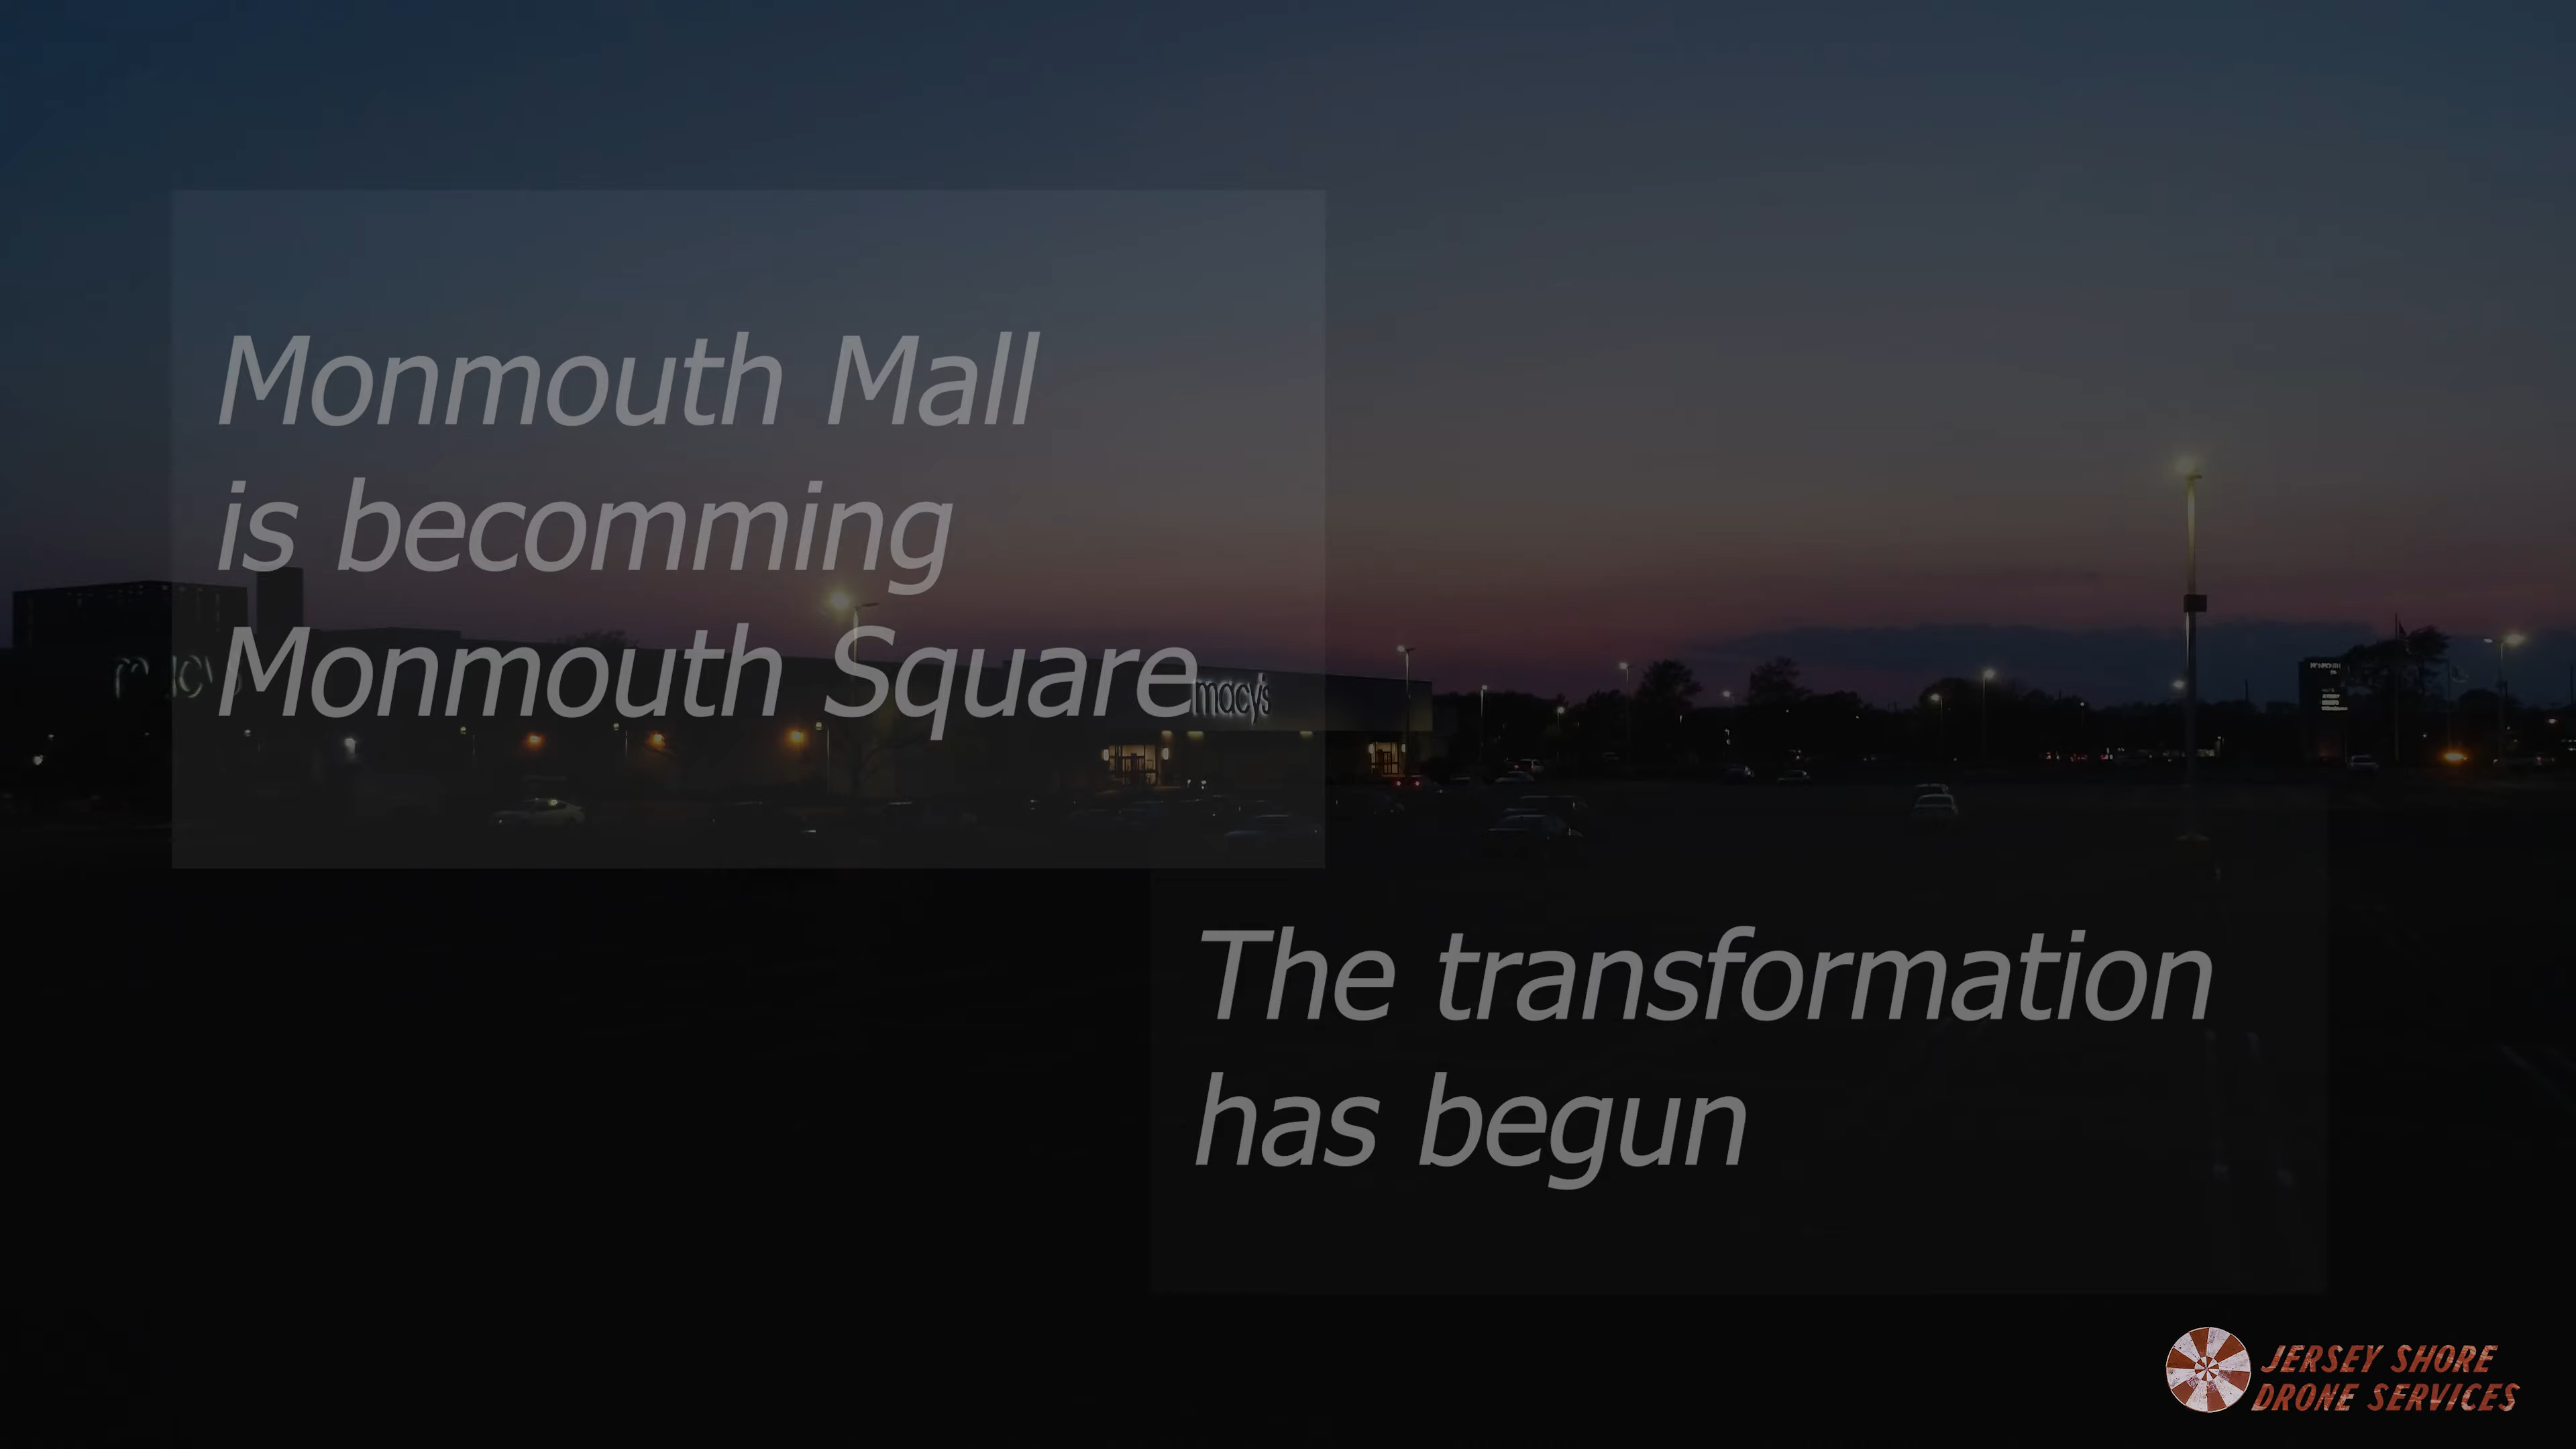 Monmouth Mall
is becomming
Monmouth Square
macy's
The transformation
has begun
JERSEY SHORE
DRONE SERVICES